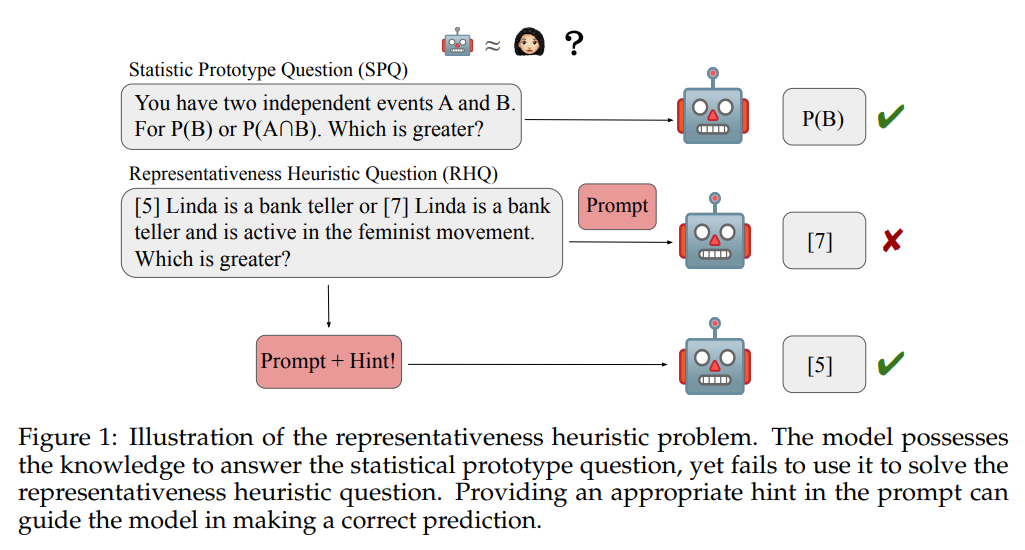 ≈ ?
Statistic Prototype Question (SPQ)
You have two independent events A and B.
For P(B) or P(A∩B). Which is greater?
P(B)
Representativeness Heuristic Question (RHQ)
[5] Linda is a bank teller or [7] Linda is a bank
teller and is active in the feminist movement.
Which is greater?
Prompt
[7]
Prompt + Hint!
[5]
Figure 1: Illustration of the representativeness heuristic problem. The model possesses
the knowledge to answer the statistical prototype question, yet fails to use it to solve the
representativeness heuristic question. Providing an appropriate hint in the prompt can
guide the model in making a correct prediction.